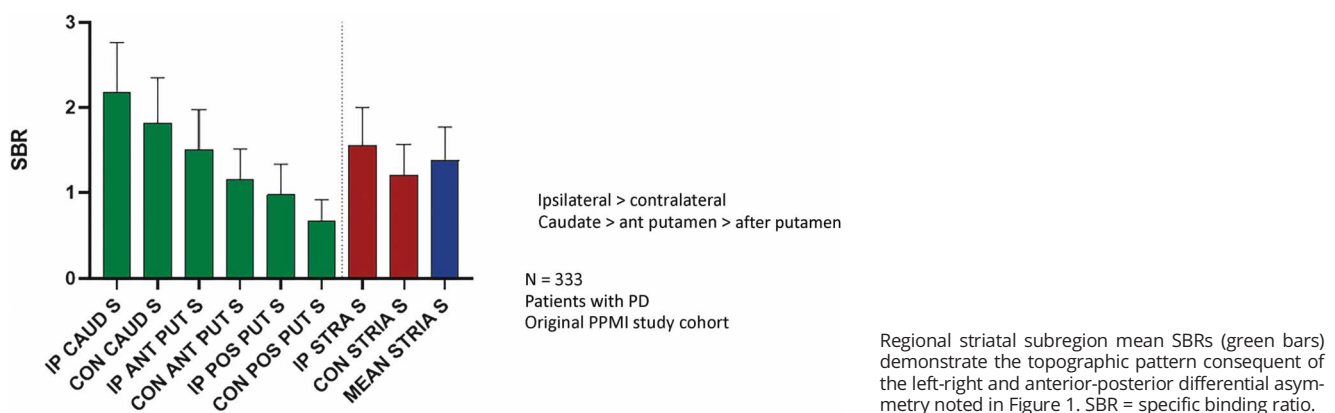 3
2
1
0
SBR
IP CAUD S
CON CAUD S
IP ANT PUT S
CON ANT PUT S
IP POS PUT S
CON POS PUT S
IP STRA S
CON STRIA S
MEAN STRIA S
Ipsilateral > contralateral
Caudate > ant putamen > after putamen
N = 333
Patients with PD
Original PPMI study cohort
Regional striatal subregion mean SBRs (green bars)
demonstrate the topographic pattern consequent of
the left-right and anterior-posterior differential asym-
metry noted in Figure 1. SBR = specific binding ratio.